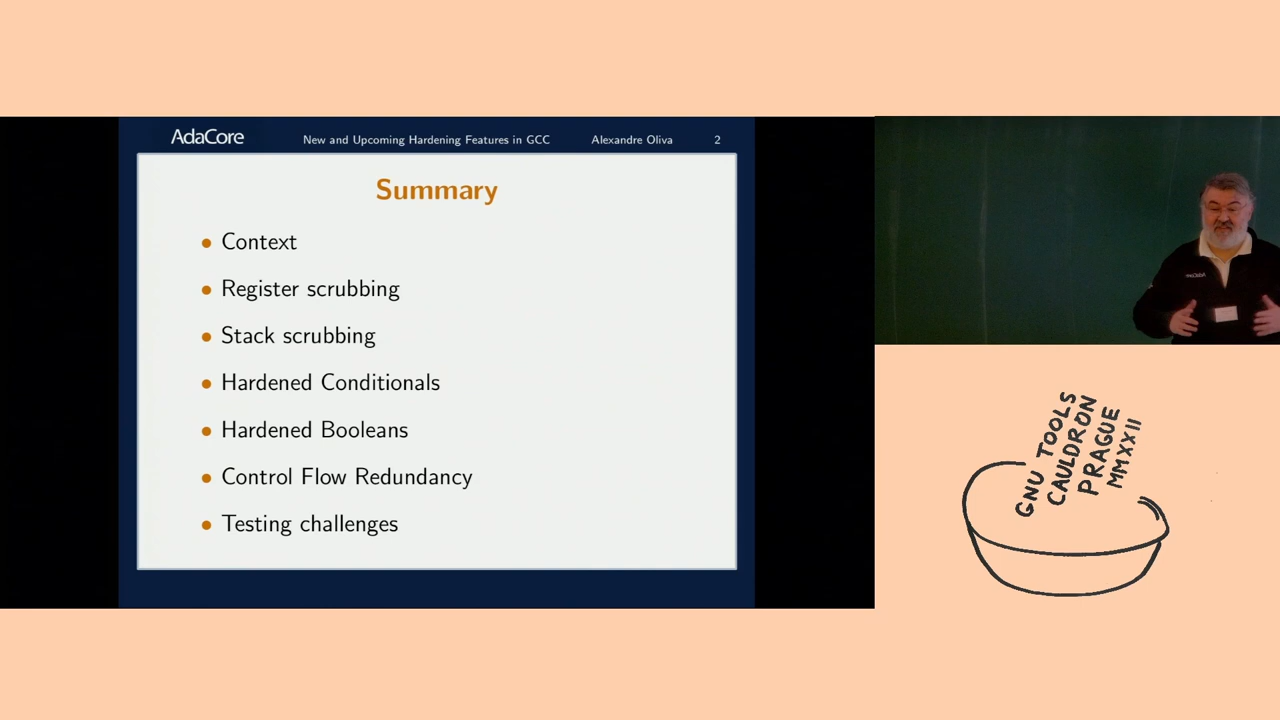 AdaCore New and Upcoming Hardening Features in GCC Alexandre Oliva 2
Summary
• Context
• Register scrubbing
• Stack scrubbing
• Hardened Conditionals
• Hardened Booleans
• Control Flow Redundancy
• Testing challenges
GNU TOOLS
CAULDRON
PRAGUE
MMXXII